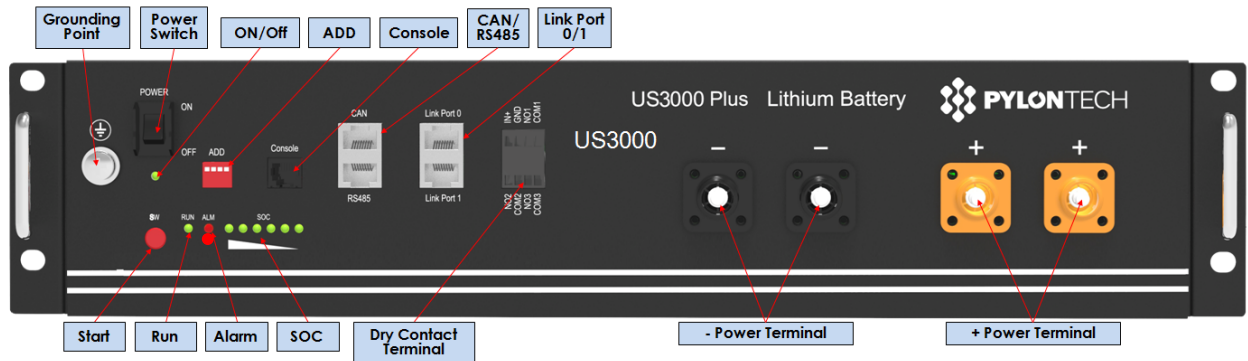 Grounding
Point
Power
Switch
ON/Off
ADD
Console
CAN/
RS485
Link Port
0/1
POWER
ON
OFF
ADD
Console
CAN
RS485
Link Port 0
Link Port 1
IN+
GND
NO1
COM1
NO2
COM2
NO3
COM3
US3000 Plus Lithium Battery
PYLONTECH
US3000
SW
RUN
ALM
SOC
Start
Run
Alarm
SOC
Dry Contact
Terminal
- Power Terminal
+ Power Terminal